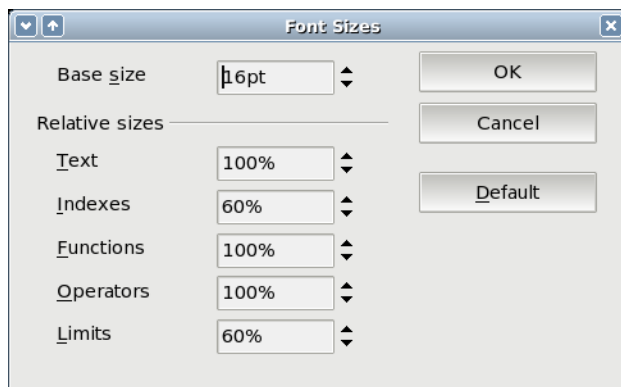 Font Sizes
Base size 16pt OK
Relative sizes Cancel
Text 100%
Indexes 60% Default
Functions 100%
Operators 100%
Limits 60%